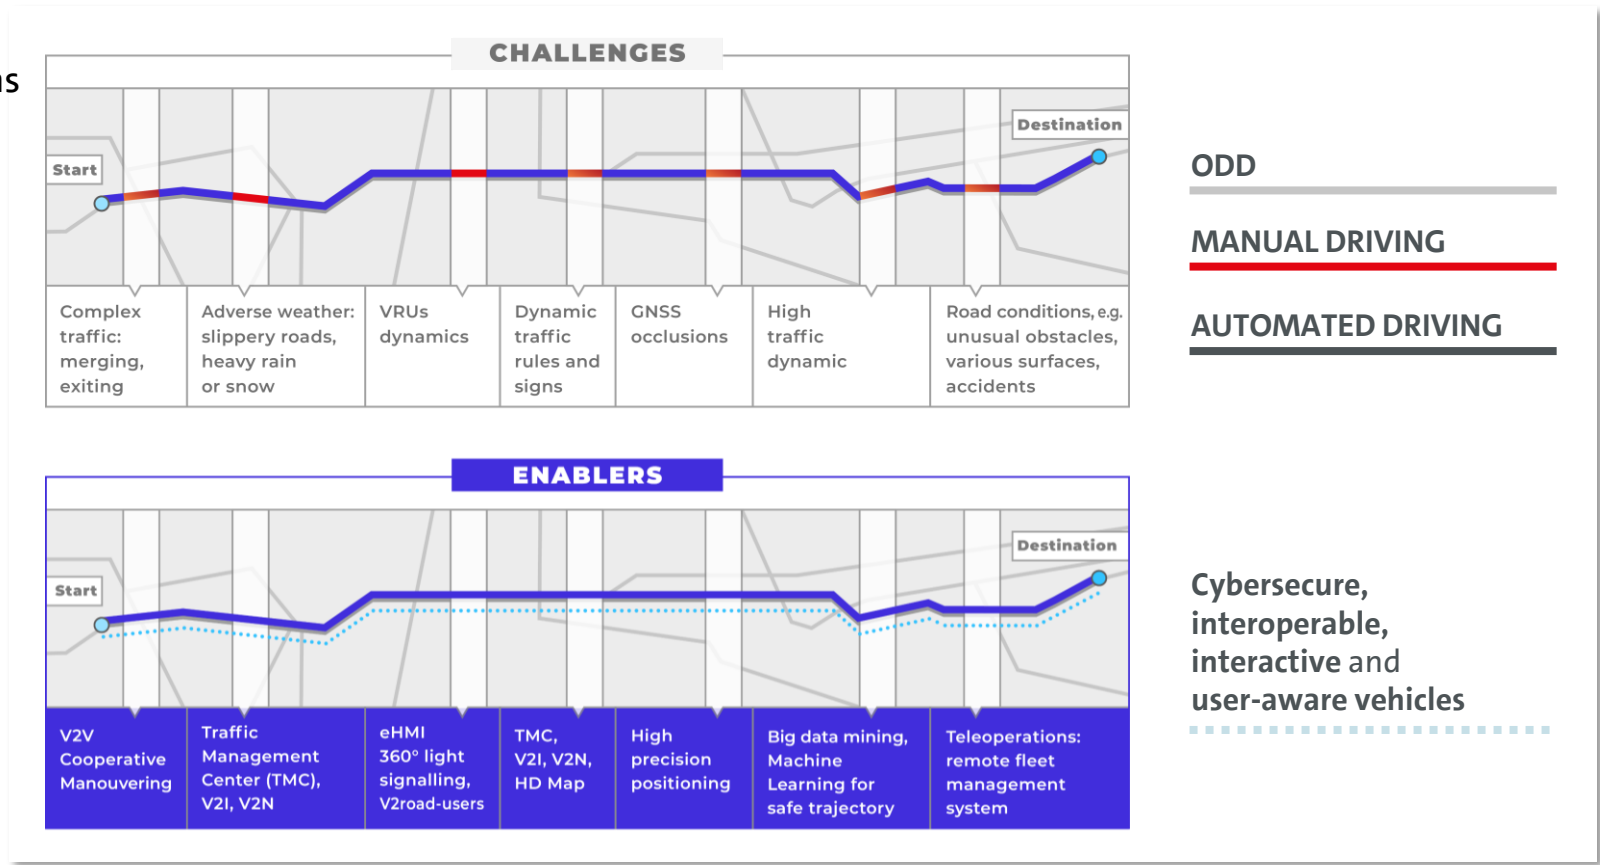 ns
CHALLENGES
Start
Destination
Complex
traffic:
merging,
exiting
Adverse weather:
slippery roads,
heavy rain
or snow
VRUs
dynamics
Dynamic
traffic
rules and
signs
GNSS
occlusions
High
traffic
dynamic
Road conditions, e.g.
unusual obstacles,
various surfaces,
accidents
ODD
MANUAL DRIVING
AUTOMATED DRIVING
ENABLERS
Start
Destination
V2V
Cooperative
Manouvering
Traffic
Management
Center (TMC),
V2I, V2N
eHMI
360° light
signalling,
V2road-users
TMC,
V2I, V2N,
HD Map
High
precision
positioning
Big data mining,
Machine
Learning for
safe trajectory
Teleoperations:
remote fleet
management
system
Cybersecure,
interoperable,
interactive and
user-aware vehicles